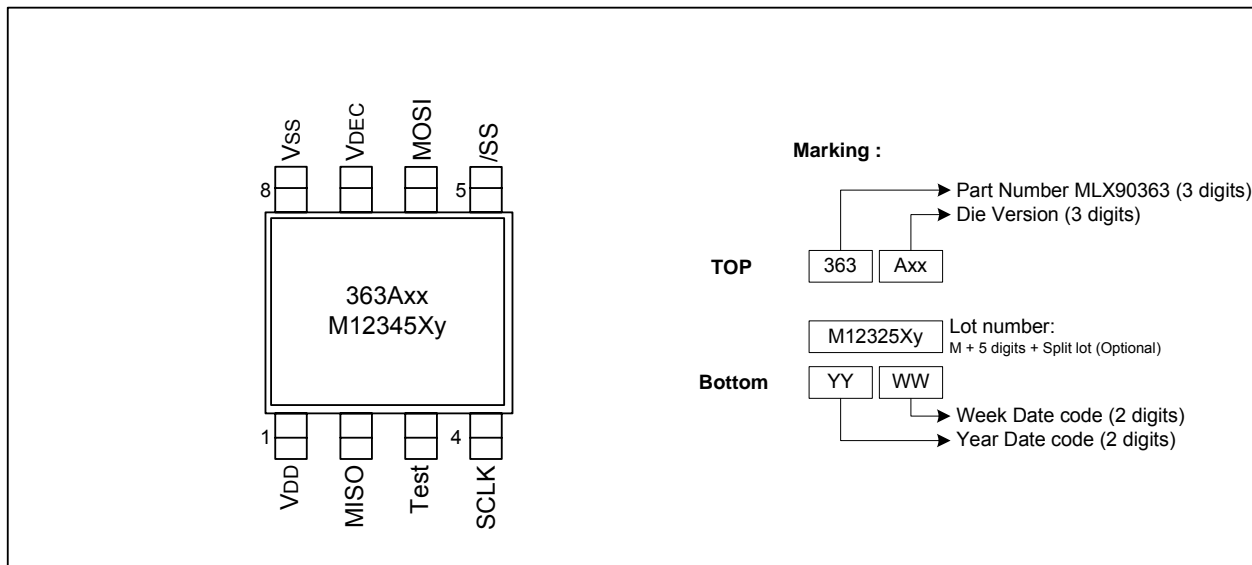 VSS
VDEC
MOSI
/SS
8
5
363Axx
M12345Xy
1
4
VDD
MISO
Test
SCLK
Marking :
Part Number MLX90363 (3 digits)
Die Version (3 digits)
TOP
363
Axx
M12325Xy
Lot number:
M + 5 digits + Split lot (Optional)
Bottom
YY
WW
Week Date code (2 digits)
Year Date code (2 digits)